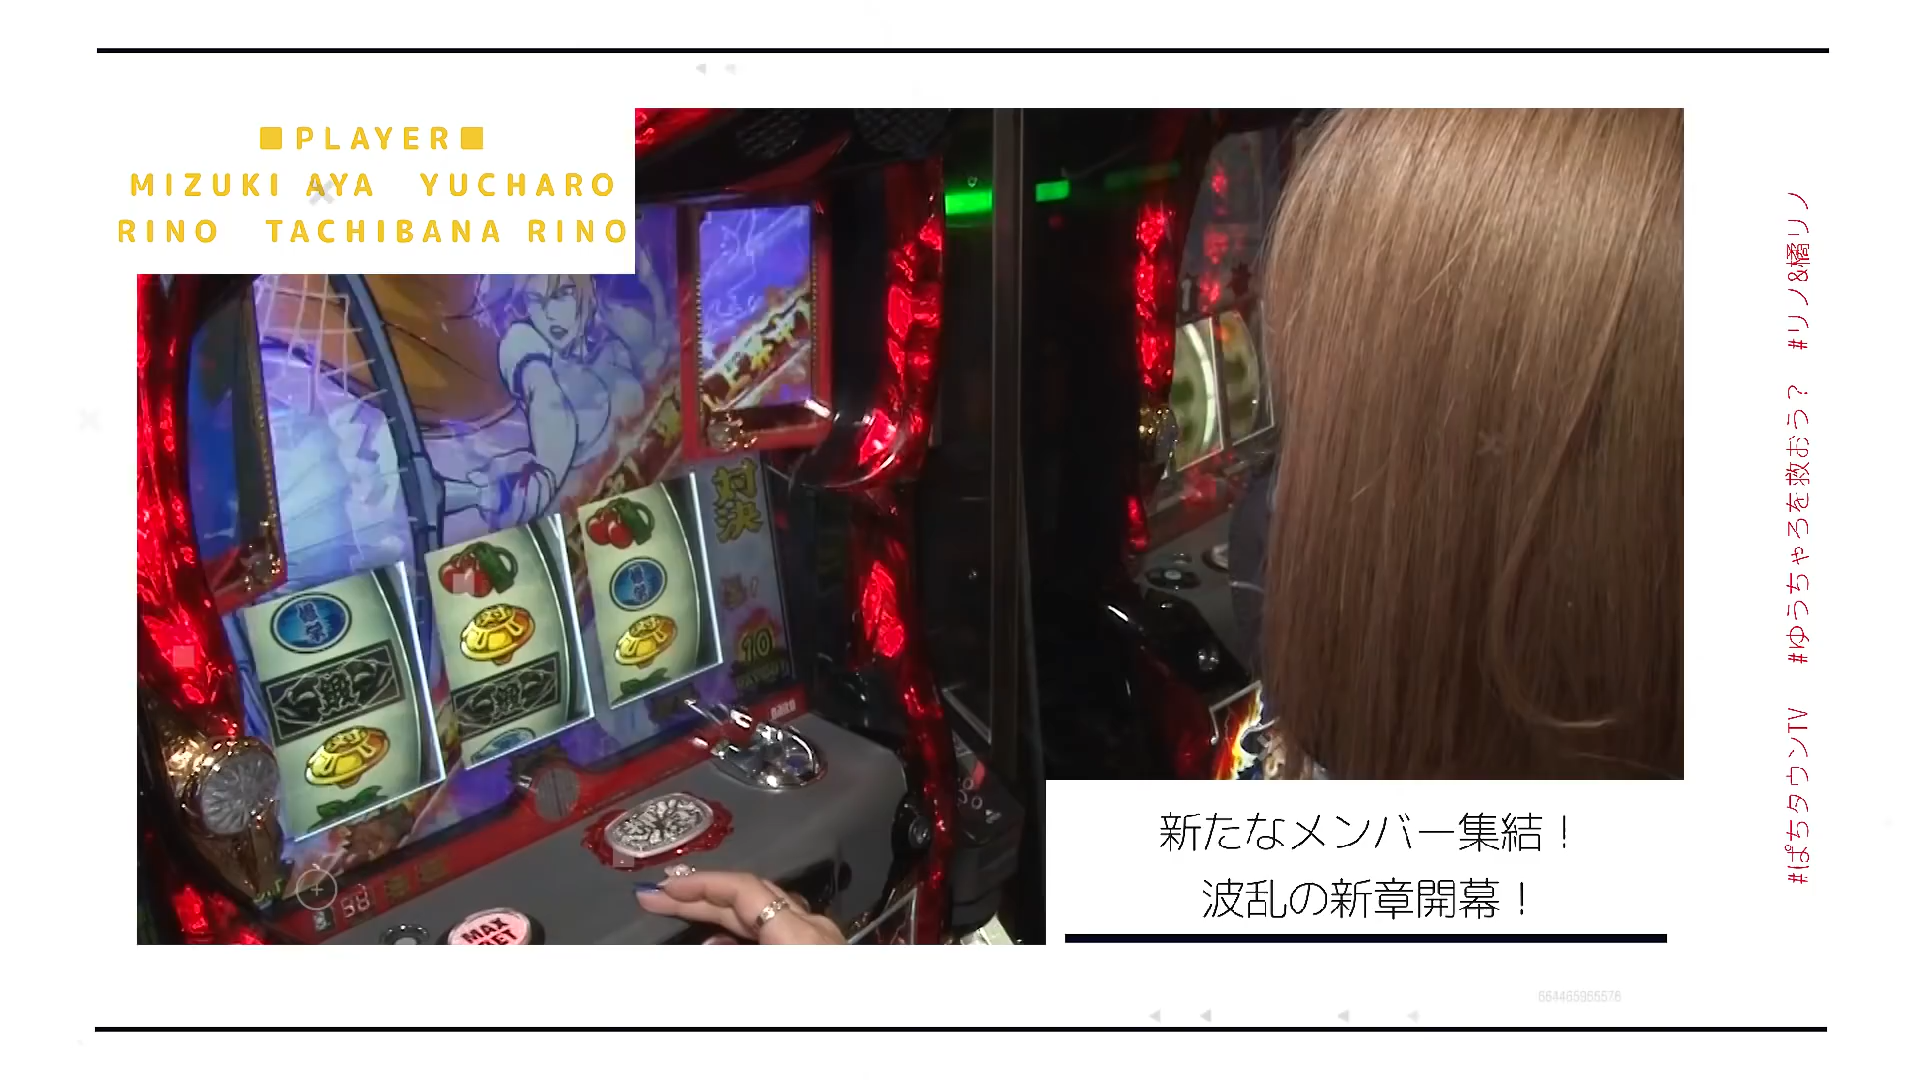 ■PLAYER■
MIZUKI AYA　YUCHARO
RINO　TACHIBANA RINO
対決
10
MAX
BET
新たなメンバー集結！
波乱の新章開幕！
#ぱちタウンTV　#ゆうちゃろを救おう？　#リノ&橘リノ
664465966576